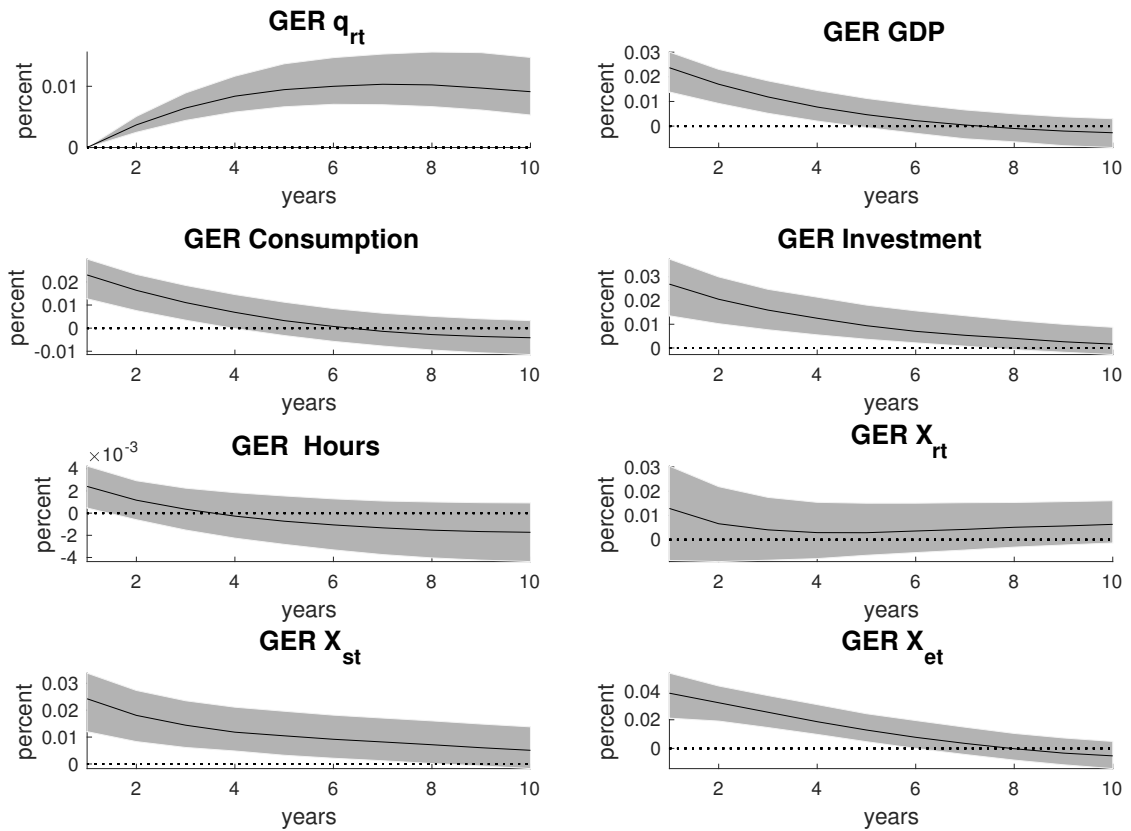 GER q_rt
percent
0.01
0
2 4 6 8 10
years
GER GDP
percent
0.03
0.02
0.01
0
2 4 6 8 10
years
GER Consumption
percent
0.02
0.01
0
-0.01
2 4 6 8 10
years
GER Investment
percent
0.03
0.02
0.01
0
2 4 6 8 10
years
GER  Hours
×10^-3
percent
4
2
0
-2
-4
2 4 6 8 10
years
GER X_rt
percent
0.03
0.02
0.01
0
2 4 6 8 10
years
GER X_st
percent
0.03
0.02
0.01
0
2 4 6 8 10
years
GER X_et
percent
0.04
0.02
0
2 4 6 8 10
years